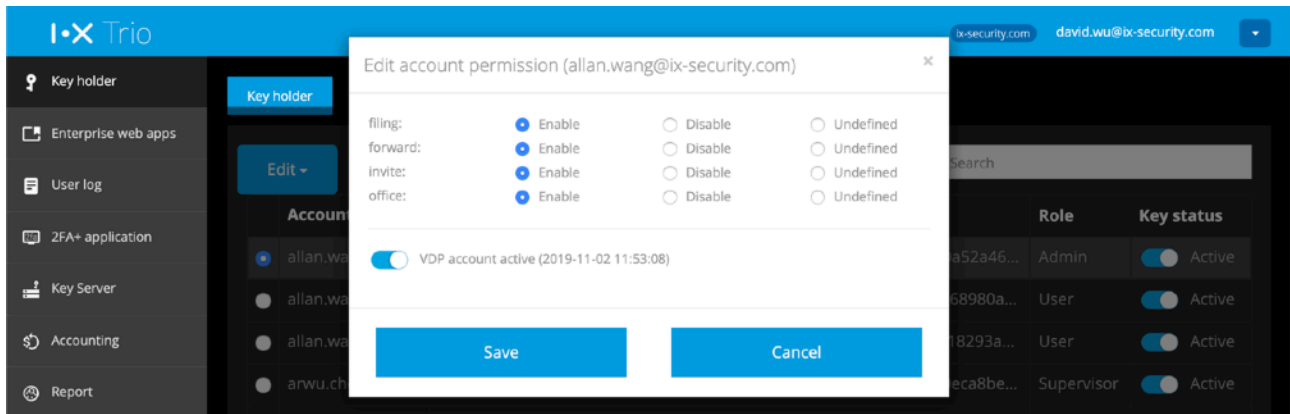 I•X Trio
ix-security.com
david.wu@ix-security.com
Key holder
Enterprise web apps
User log
2FA+ application
Key Server
Accounting
Report
Key holder
Edit
Search
Role Key status
a52a46... Admin Active
68980a... User Active
18293a... User Active
eca8be... Supervisor Active
Account
allan.wa
allan.wa
allan.wa
arwu.ch
Edit account permission (allan.wang@ix-security.com) ×
filing: Enable Disable Undefined
forward: Enable Disable Undefined
invite: Enable Disable Undefined
office: Enable Disable Undefined
VDP account active (2019-11-02 11:53:08)
Save Cancel